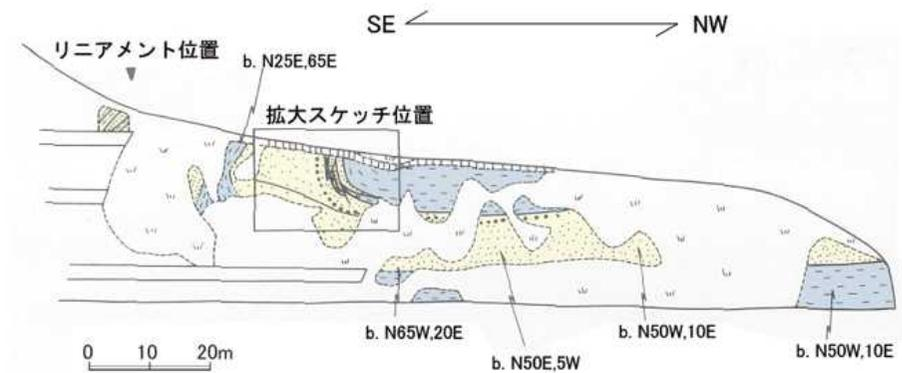 SE NW
リニアメント位置
b. N25E,65E
拡大スケッチ位置
b. N65W,20E
b. N50E,5W
b. N50W,10E
b. N50W,10E
0 10 20m